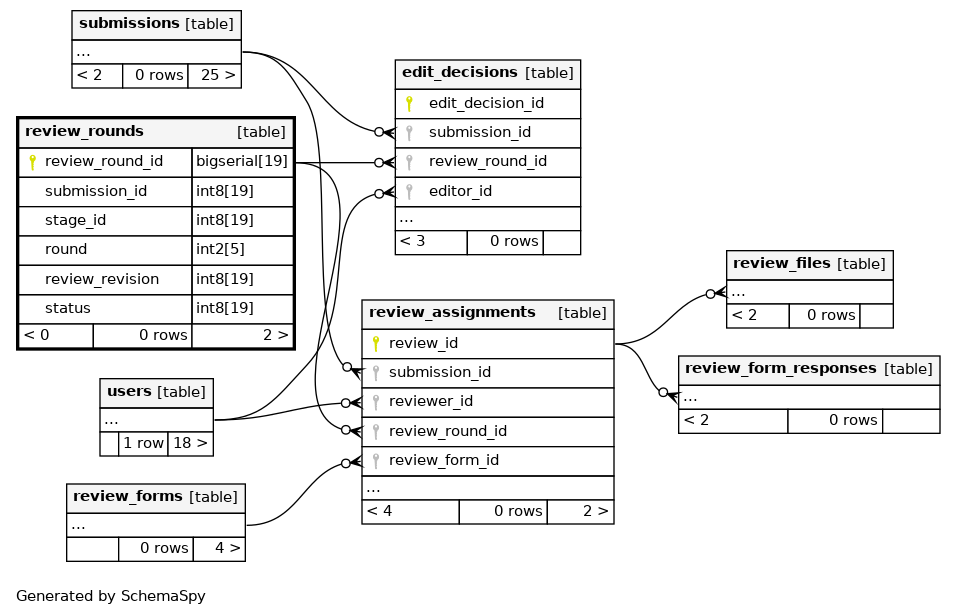 submissions [table]
...
< 2 0 rows 25 >
review_rounds [table]
review_round_id bigserial[19]
submission_id int8[19]
stage_id int8[19]
round int2[5]
review_revision int8[19]
status int8[19]
< 0 0 rows 2 >
users [table]
...
1 row 18 >
review_forms [table]
...
0 rows 4 >
edit_decisions [table]
edit_decision_id
submission_id
review_round_id
editor_id
...
< 3 0 rows
review_assignments [table]
review_id
submission_id
reviewer_id
review_round_id
review_form_id
...
< 4 0 rows 2 >
review_files [table]
...
< 2 0 rows
review_form_responses [table]
...
< 2 0 rows
Generated by SchemaSpy